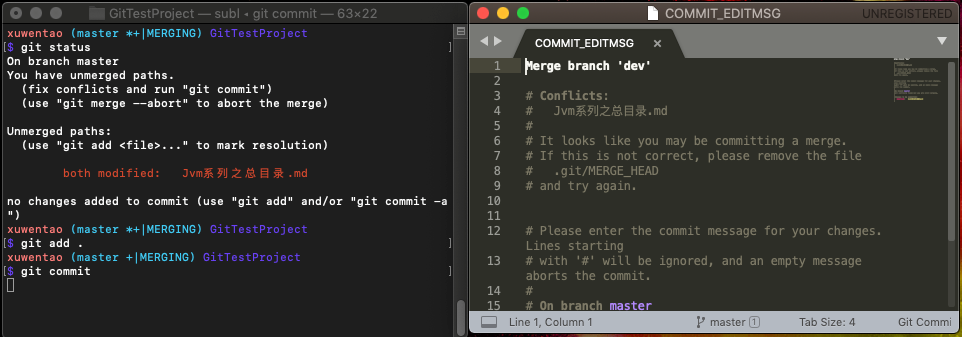 GitTestProject — subl • git commit — 63×22
xuwentao (master *+|MERGING) GitTestProject
[$ git status ]
On branch master
You have unmerged paths.
(fix conflicts and run "git commit")
(use "git merge --abort" to abort the merge)
Unmerged paths:
(use "git add <file>..." to mark resolution)
both modified: Jvm系列之总目录.md
no changes added to commit (use "git add" and/or "git commit -a
")
xuwentao (master *+|MERGING) GitTestProject
[$ git add . ]
xuwentao (master +|MERGING) GitTestProject
[$ git commit ]
COMMIT_EDITMSG UNREGISTERED
COMMIT_EDITMSG ×
1 Merge branch 'dev'
2
3 # Conflicts:
4 # Jvm系列之总目录.md
5 #
6 # It looks like you may be committing a merge.
7 # If this is not correct, please remove the file
8 # .git/MERGE_HEAD
9 # and try again.
10
11
12 # Please enter the commit message for your changes.
Lines starting
13 # with '#' will be ignored, and an empty message
aborts the commit.
14 #
15 # On branch master
Line 1, Column 1 master 1 Tab Size: 4 Git Commi